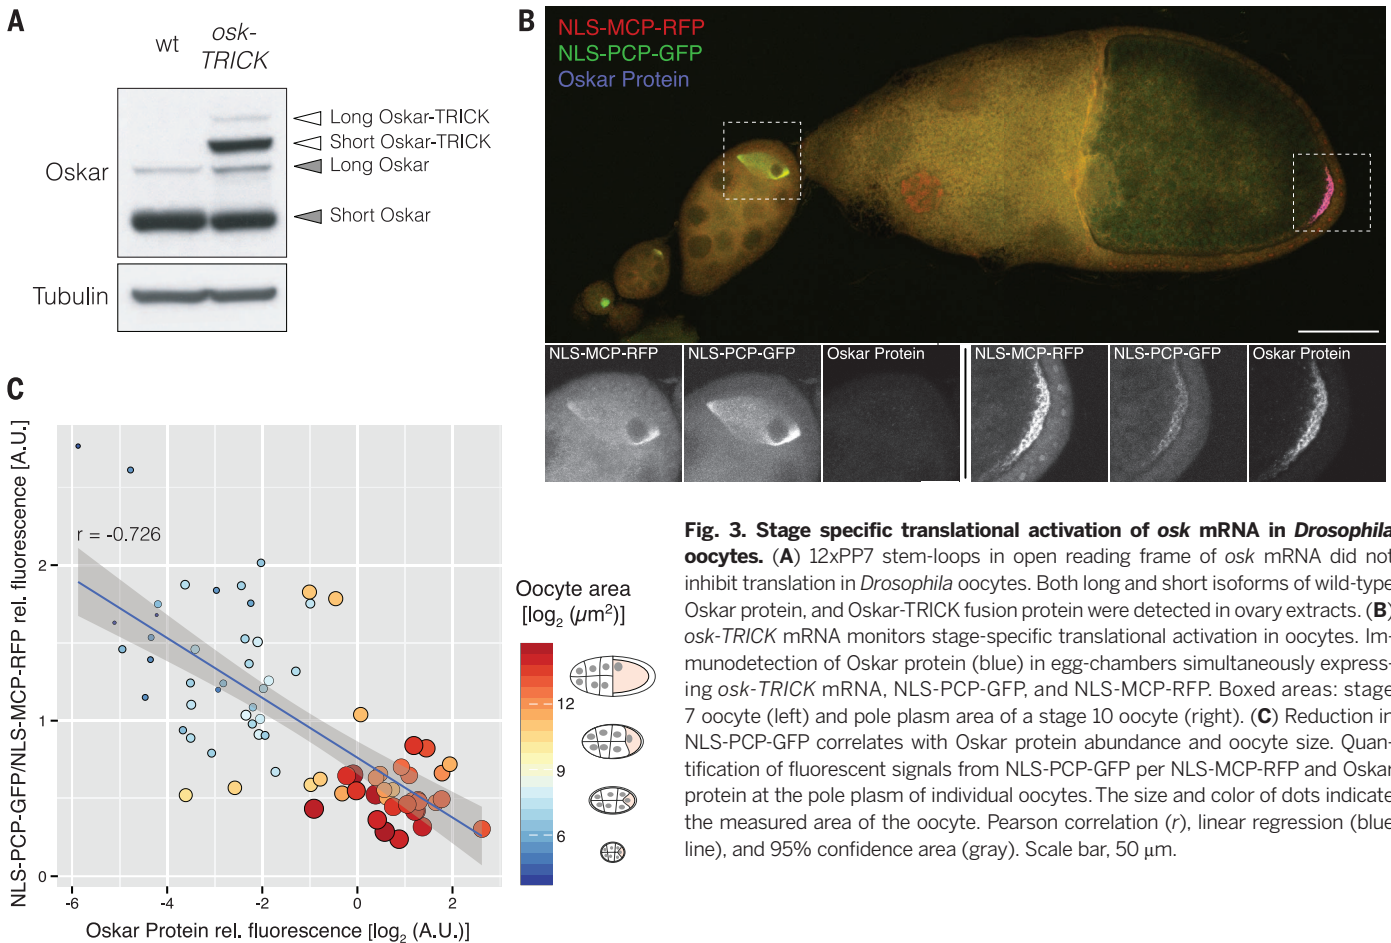 A
wt
osk-
TRICK
Oskar
Long Oskar-TRICK
Short Oskar-TRICK
Long Oskar
Short Oskar
Tubulin
B
NLS-MCP-RFP
NLS-PCP-GFP
Oskar Protein
NLS-MCP-RFP
NLS-PCP-GFP
Oskar Protein
NLS-MCP-RFP
NLS-PCP-GFP
Oskar Protein
C
NLS-PCP-GFP/NLS-MCP-RFP rel. fluorescence [A.U.]
r = -0.726
2
1
0
-6
-4
-2
0
2
Oskar Protein rel. fluorescence [log₂ (A.U.)]
Oocyte area
[log₂ (μm²)]
12
9
6
Fig. 3. Stage specific translational activation of osk mRNA in Drosophila
oocytes. (A) 12xPP7 stem-loops in open reading frame of osk mRNA did not
inhibit translation in Drosophila oocytes. Both long and short isoforms of wild-type
Oskar protein, and Oskar-TRICK fusion protein were detected in ovary extracts. (B)
osk-TRICK mRNA monitors stage-specific translational activation in oocytes. Im-
munodetection of Oskar protein (blue) in egg-chambers simultaneously express-
ing osk-TRICK mRNA, NLS-PCP-GFP, and NLS-MCP-RFP. Boxed areas: stage
7 oocyte (left) and pole plasm area of a stage 10 oocyte (right). (C) Reduction in
NLS-PCP-GFP correlates with Oskar protein abundance and oocyte size. Quan-
tification of fluorescent signals from NLS-PCP-GFP per NLS-MCP-RFP and Oskar
protein at the pole plasm of individual oocytes. The size and color of dots indicate
the measured area of the oocyte. Pearson correlation (r), linear regression (blue
line), and 95% confidence area (gray). Scale bar, 50 μm.